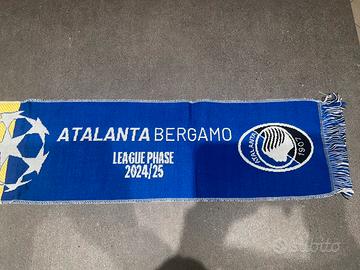 ATALANTA BERGAMO
LEAGUE PHASE
2024/25
ATALANTA
1907
subito